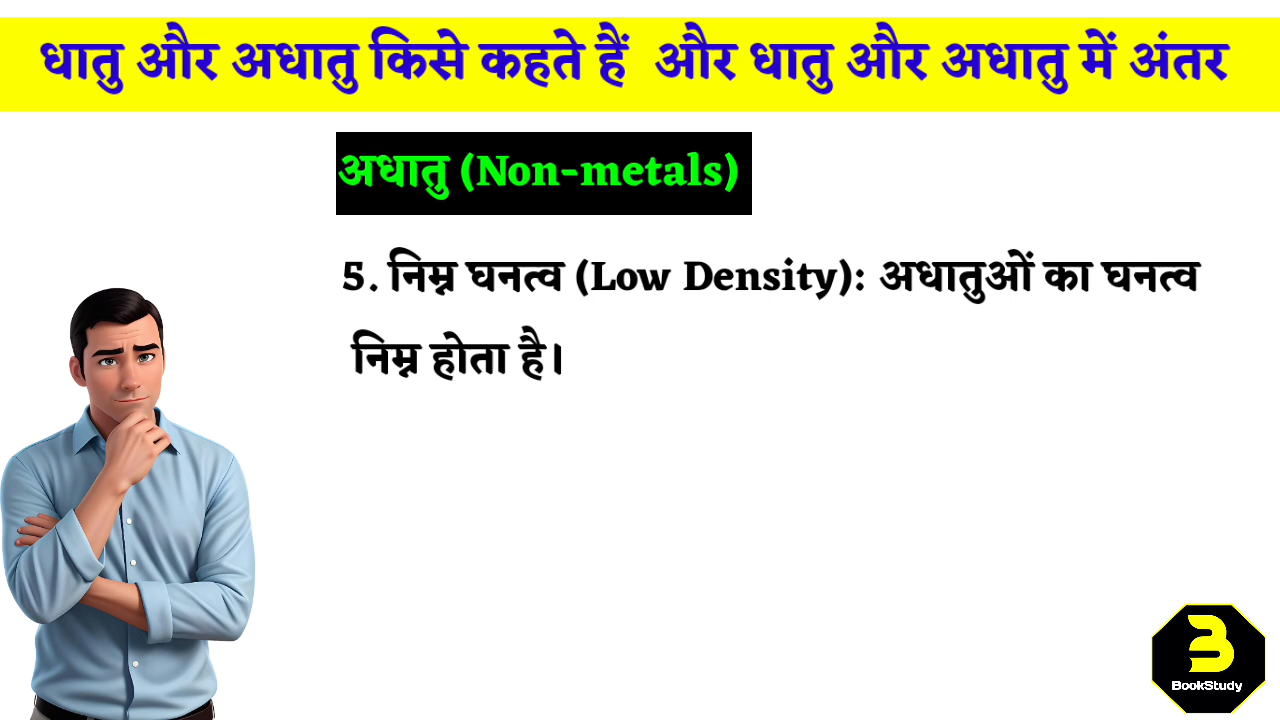 धातु और अधातु किसे कहते हैं और धातु और अधातु में अंतर
अधातु (Non-metals)
5. निम्न घनत्व (Low Density): अधातुओं का घनत्व
निम्न होता है।
BookStudy